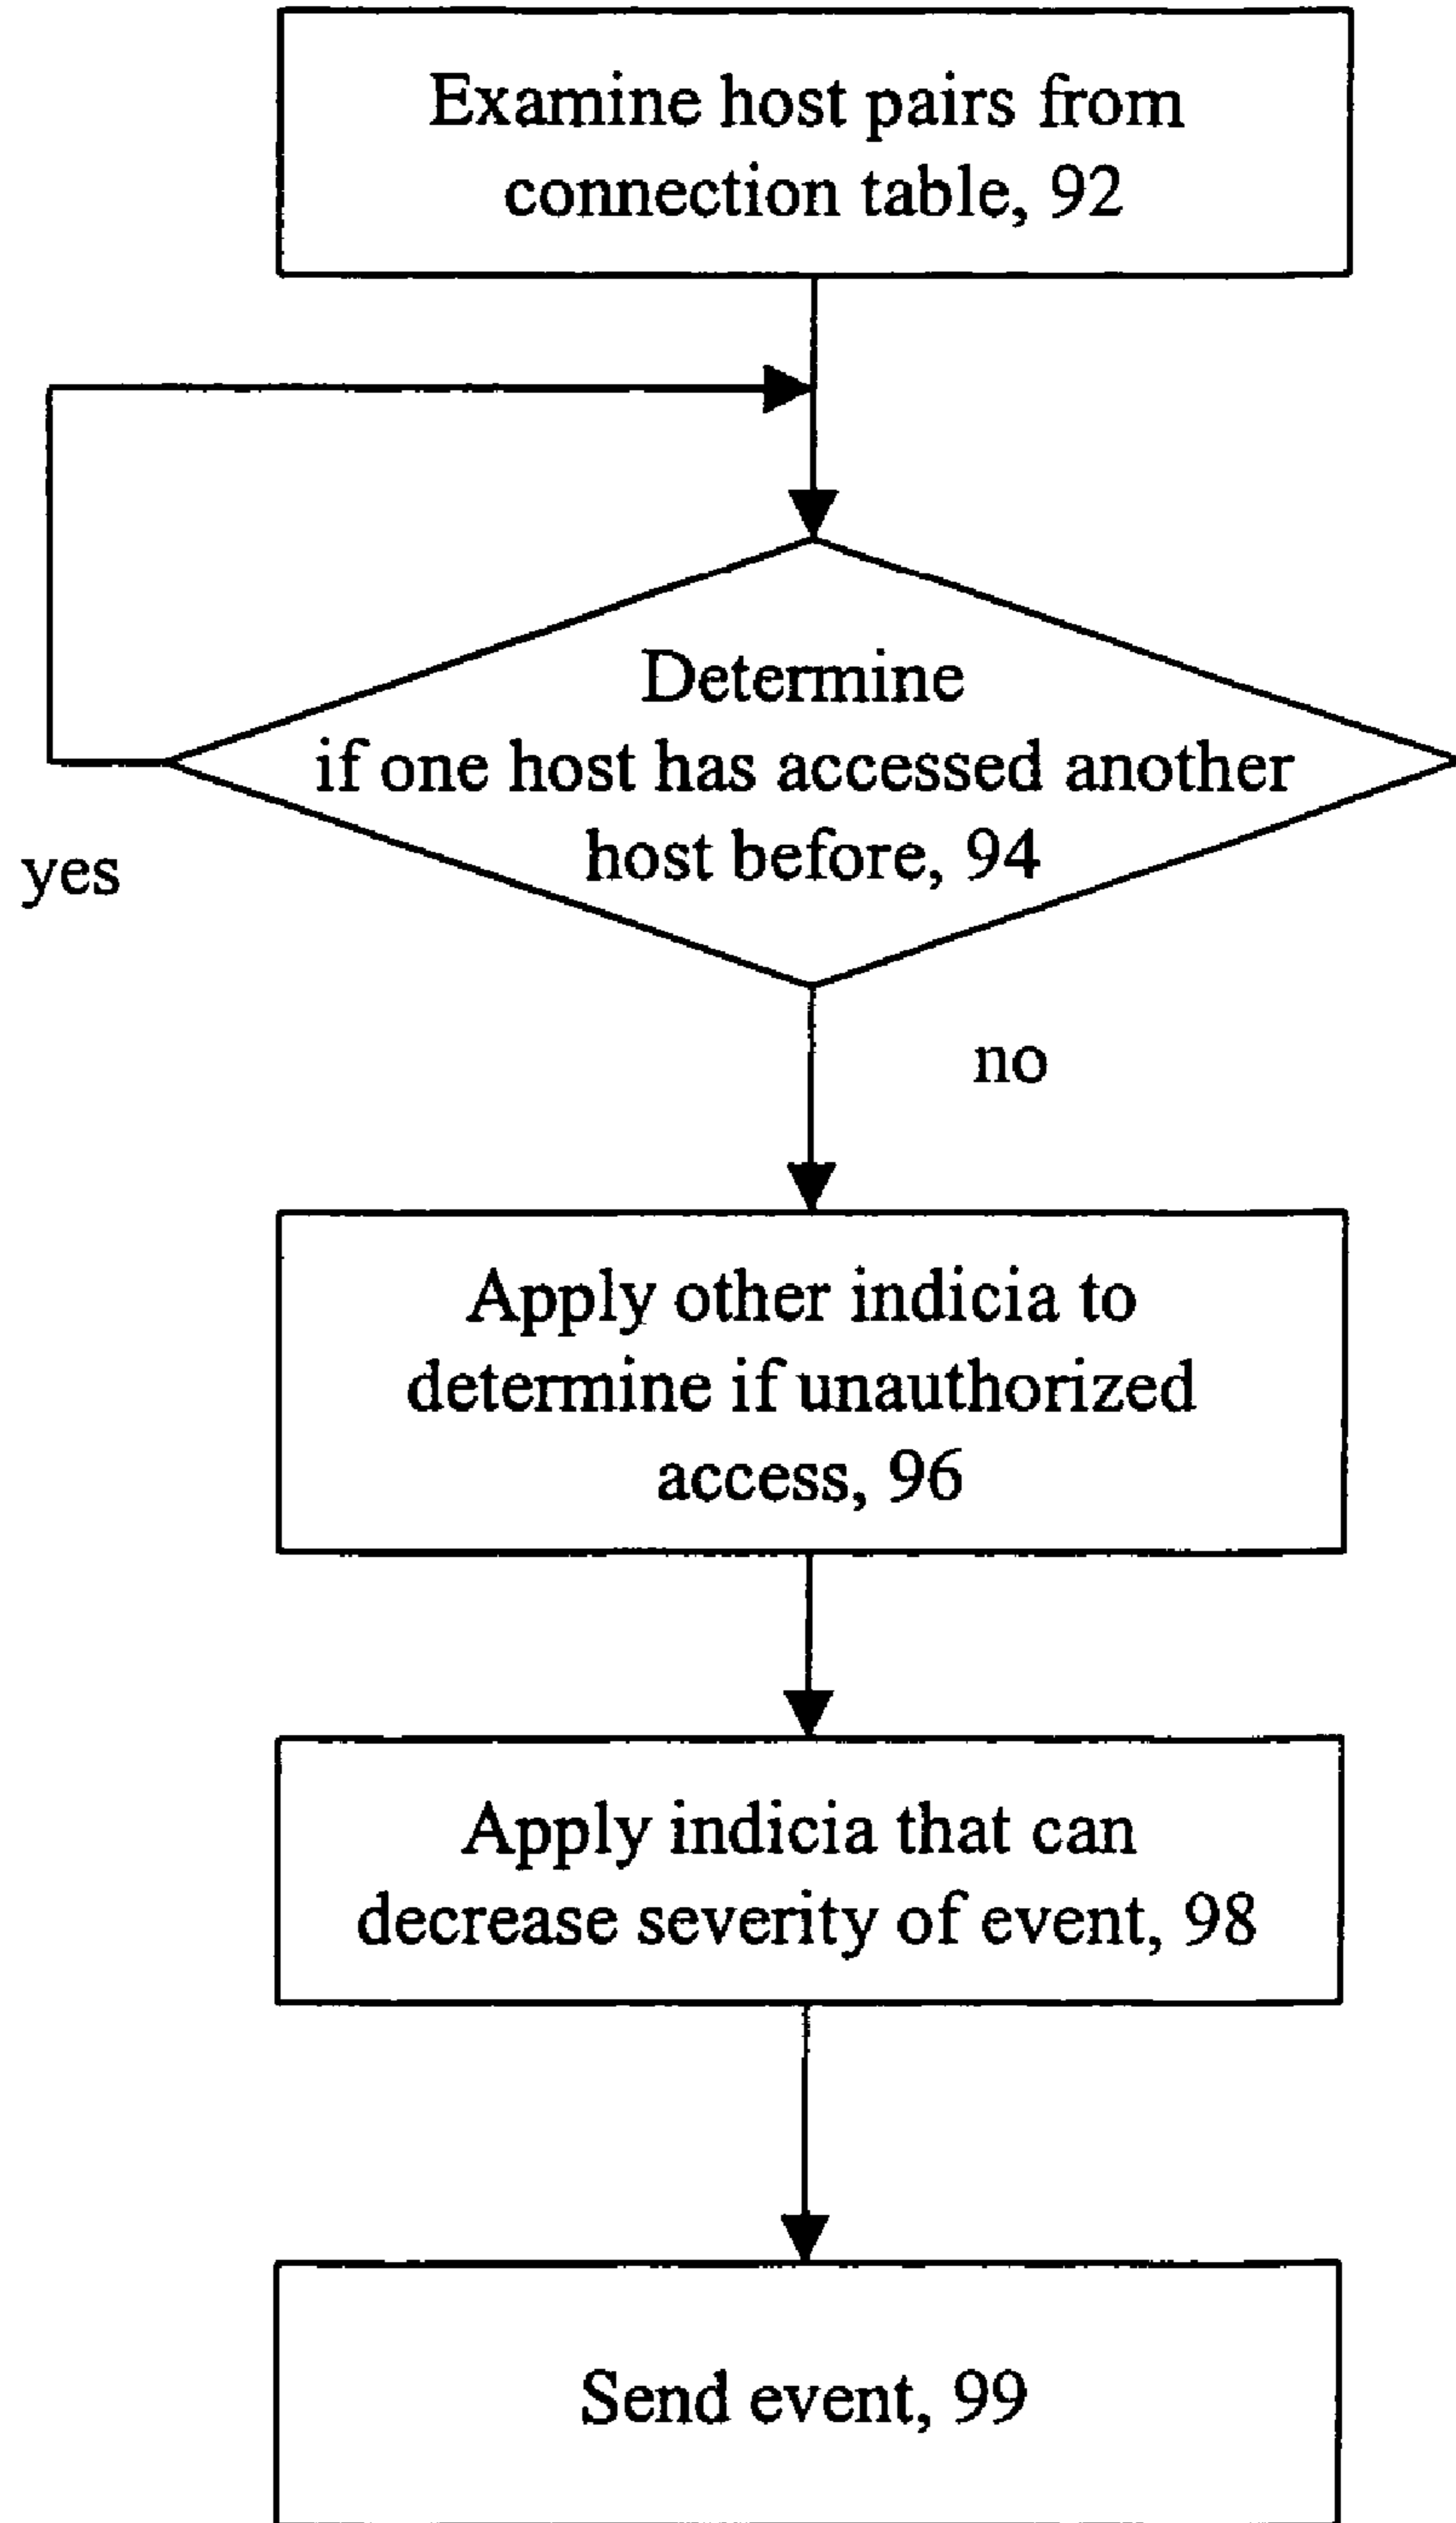 Examine host pairs from
connection table, 92
Determine
if one host has accessed another
host before, 94
yes
no
Apply other indicia to
determine if unauthorized
access, 96
Apply indicia that can
decrease severity of event, 98
Send event, 99